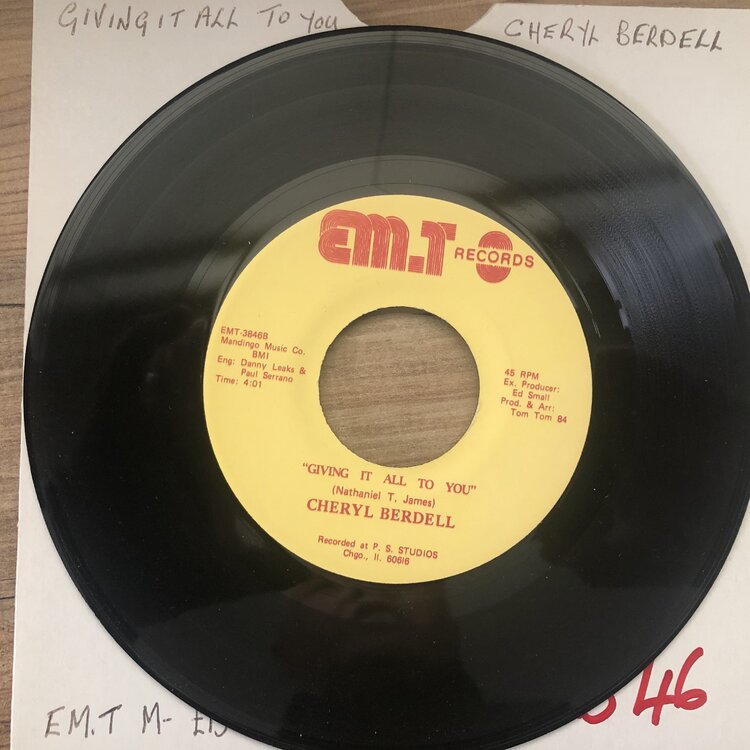 GIVING IT ALL TO YOU
CHERYL BERDELL
EM.T
RECORDS
EMT-3846B
Mandingo Music Co.
BMI
Eng: Danny Leaks &
Paul Serrano
Time: 4:01
45 RPM
Ex. Producer:
Ed Small
Prod. & Arr:
Tom Tom 84
"GIVING IT ALL TO YOU"
(Nathaniel T. James)
CHERYL BERDELL
Recorded at P. S. STUDIOS
Chgo., Il. 60616
EM.T M-
46